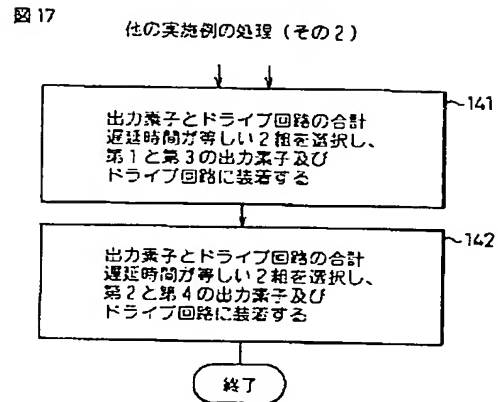 図17
他の実施例の処理（その2）
141
出力素子とドライブ回路の合計
遅延時間が等しい2組を選択し、
第1と第3の出力素子及び
ドライブ回路に装着する
142
出力素子とドライブ回路の合計
遅延時間が等しい2組を選択し、
第2と第4の出力素子及び
ドライブ回路に装着する
終了